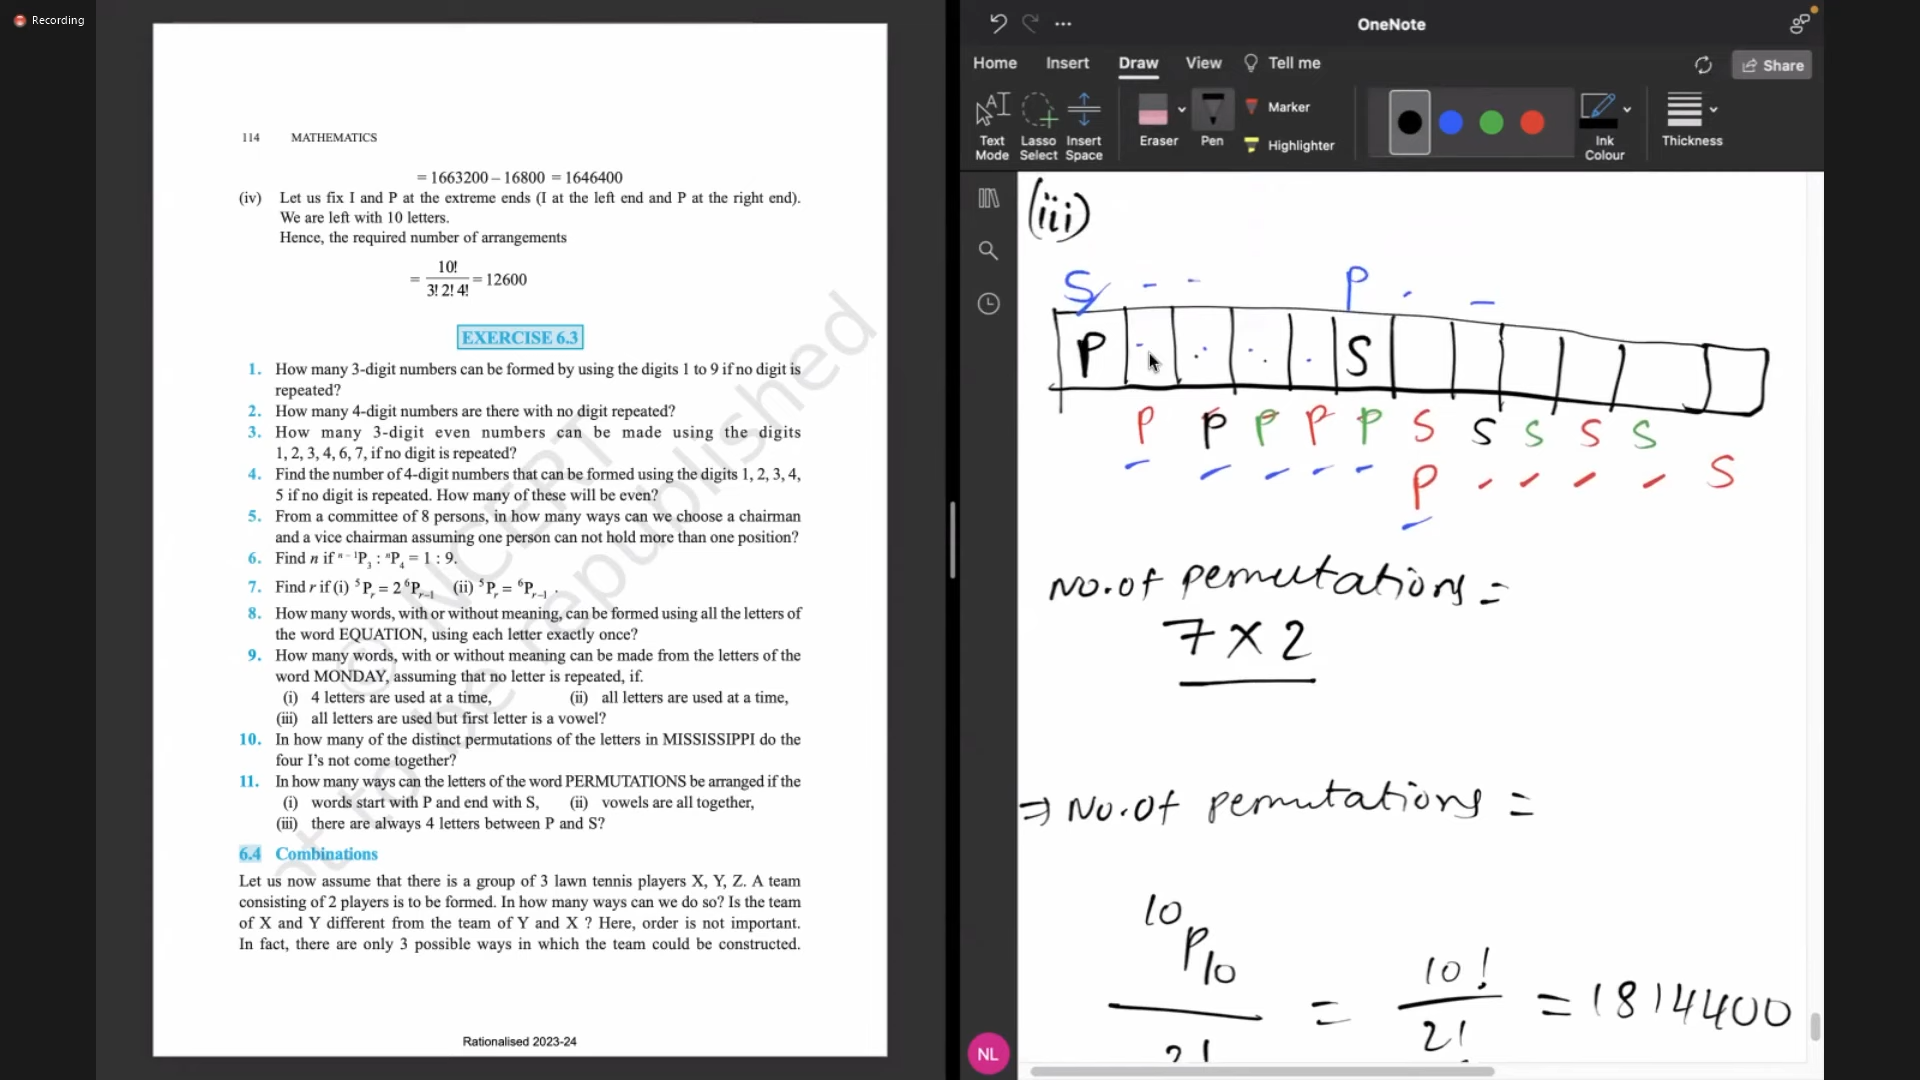 Recording
114 MATHEMATICS
= 1663200 – 16800 = 1646400
(iv) Let us fix I and P at the extreme ends (I at the left end and P at the right end).
We are left with 10 letters.
Hence, the required number of arrangements
= 10! / 3! 2! 4! = 12600
EXERCISE 6.3
1. How many 3-digit numbers can be formed by using the digits 1 to 9 if no digit is
repeated?
2. How many 4-digit numbers are there with no digit repeated?
3. How many 3-digit even numbers can be made using the digits
1, 2, 3, 4, 6, 7, if no digit is repeated?
4. Find the number of 4-digit numbers that can be formed using the digits 1, 2, 3, 4,
5 if no digit is repeated. How many of these will be even?
5. From a committee of 8 persons, in how many ways can we choose a chairman
and a vice chairman assuming one person can not hold more than one position?
6. Find n if ⁿ⁻¹P₃ : ⁿP₄ = 1 : 9.
7. Find r if (i) ⁵Pᵣ = 2 ⁶Pᵣ₋₁ (ii) ⁵Pᵣ = ⁶Pᵣ₋₁ .
8. How many words, with or without meaning, can be formed using all the letters of
the word EQUATION, using each letter exactly once?
9. How many words, with or without meaning can be made from the letters of the
word MONDAY, assuming that no letter is repeated, if.
(i) 4 letters are used at a time, (ii) all letters are used at a time,
(iii) all letters are used but first letter is a vowel?
10. In how many of the distinct permutations of the letters in MISSISSIPPI do the
four I's not come together?
11. In how many ways can the letters of the word PERMUTATIONS be arranged if the
(i) words start with P and end with S, (ii) vowels are all together,
(iii) there are always 4 letters between P and S?
6.4 Combinations
Let us now assume that there is a group of 3 lawn tennis players X, Y, Z. A team
consisting of 2 players is to be formed. In how many ways can we do so? Is the team
of X and Y different from the team of Y and X ? Here, order is not important.
In fact, there are only 3 possible ways in which the team could be constructed.
Rationalised 2023-24
© NCERT
not to be republished
OneNote
Home Insert Draw View Tell me
Share
Text Mode
Lasso Select
Insert Space
Eraser
Pen
Marker
Highlighter
Ink Colour
Thickness
(iii)
S P
P S
P P P P P S S S S S
P S
No.of permutations =
7 X 2
⇒ No.of permutations =
¹⁰P₁₀ / 2! = 10! / 2! = 1814400
NL